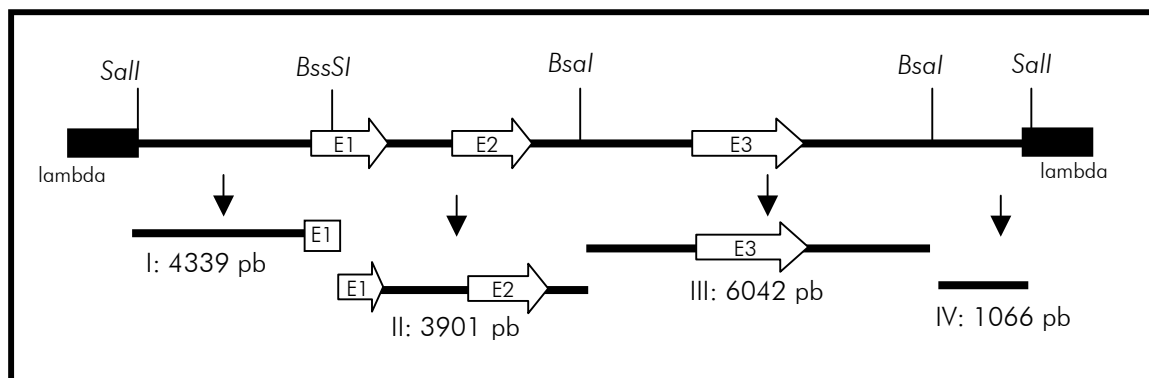 SalI
BssSI
BsaI
BsaI
SalI
E1
E2
E3
lambda
lambda
E1
I: 4339 pb
E1
E2
II: 3901 pb
E3
III: 6042 pb
IV: 1066 pb